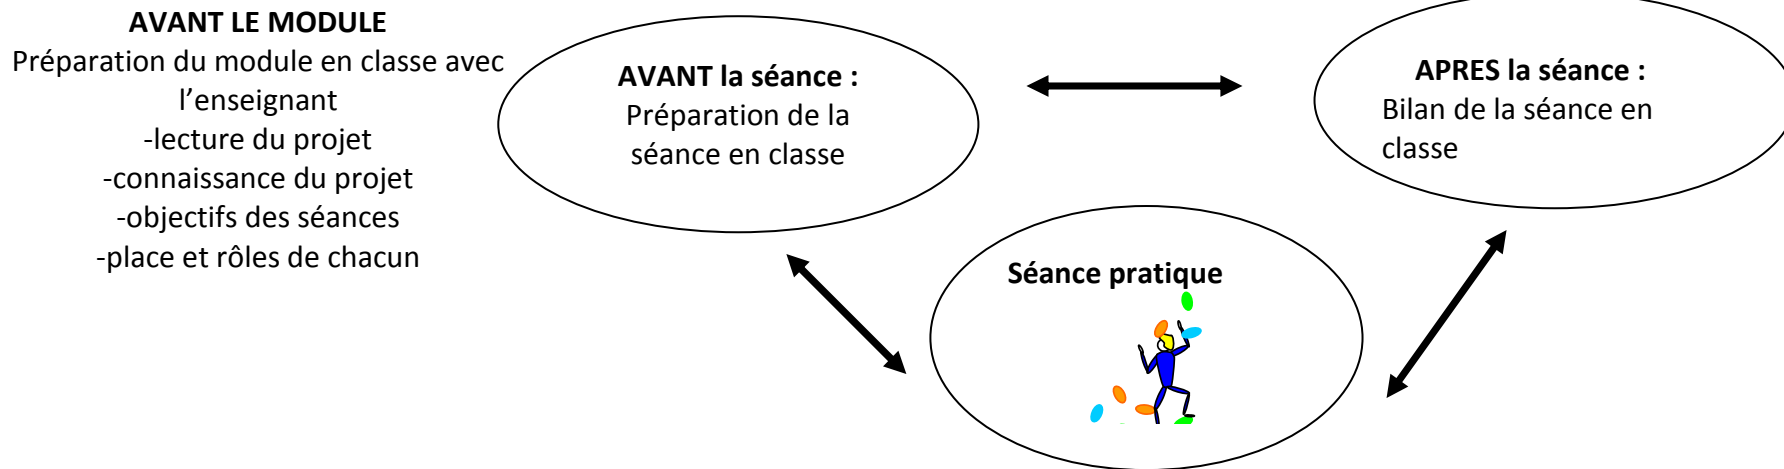 AVANT LE MODULE
Préparation du module en classe avec
l’enseignant
-lecture du projet
-connaissance du projet
-objectifs des séances
-place et rôles de chacun
AVANT la séance :
Préparation de la
séance en classe
APRES la séance :
Bilan de la séance en
classe
Séance pratique